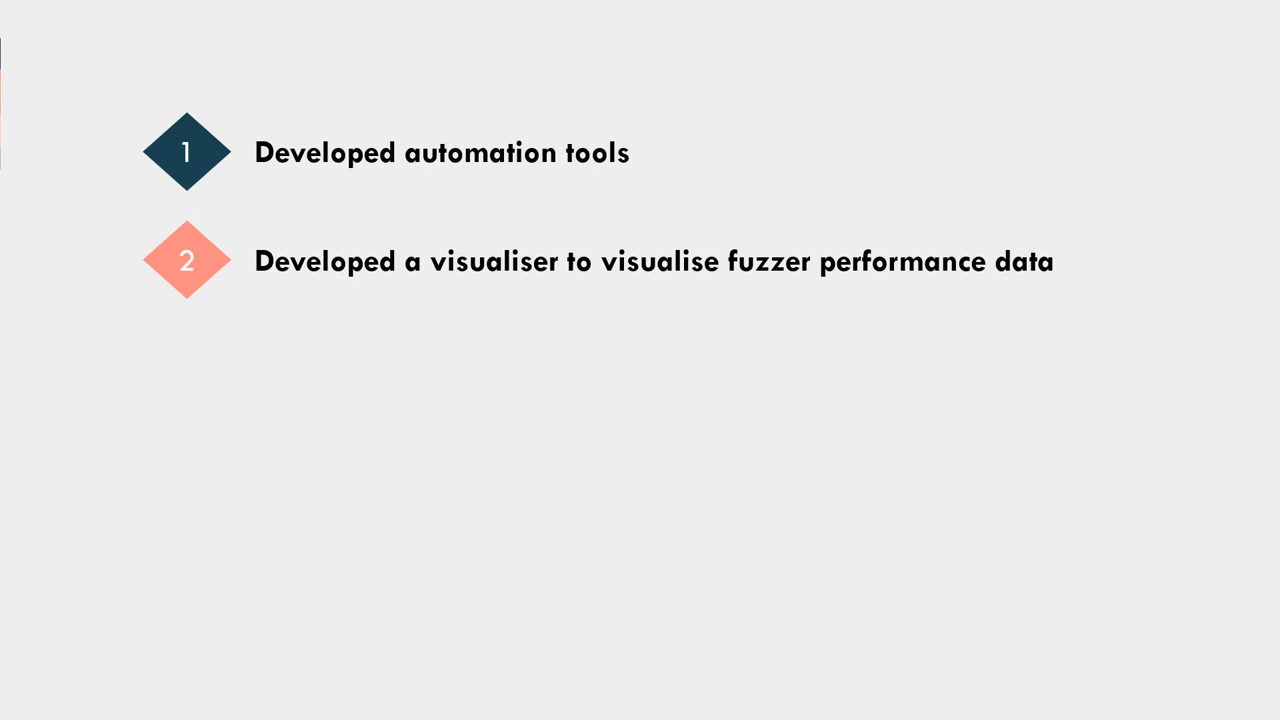 1 Developed automation tools
2 Developed a visualiser to visualise fuzzer performance data